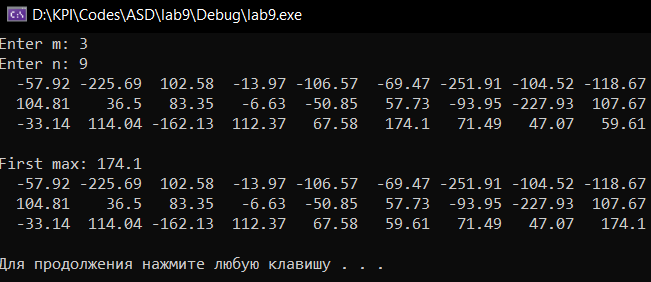 D:\KPI\Codes\ASD\lab9\Debug\lab9.exe
Enter m: 3
Enter n: 9
-57.92 -225.69 102.58 -13.97 -106.57 -69.47 -251.91 -104.52 -118.67
104.81 36.5 83.35 -6.63 -50.85 57.73 -93.95 -227.93 107.67
-33.14 114.04 -162.13 112.37 67.58 174.1 71.49 47.07 59.61
First max: 174.1
-57.92 -225.69 102.58 -13.97 -106.57 -69.47 -251.91 -104.52 -118.67
104.81 36.5 83.35 -6.63 -50.85 57.73 -93.95 -227.93 107.67
-33.14 114.04 -162.13 112.37 67.58 59.61 71.49 47.07 174.1
Для продолжения нажмите любую клавишу . . .